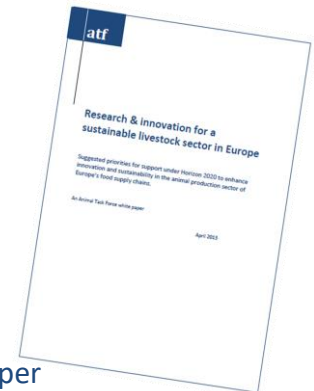 atf
Research & innovation for a
sustainable livestock sector in Europe
Suggested priorities for support under Horizon 2020 to enhance
innovation and sustainability in the animal production sector of
Europe's food supply chains.
An Animal Task Force white paper
April 2013
per